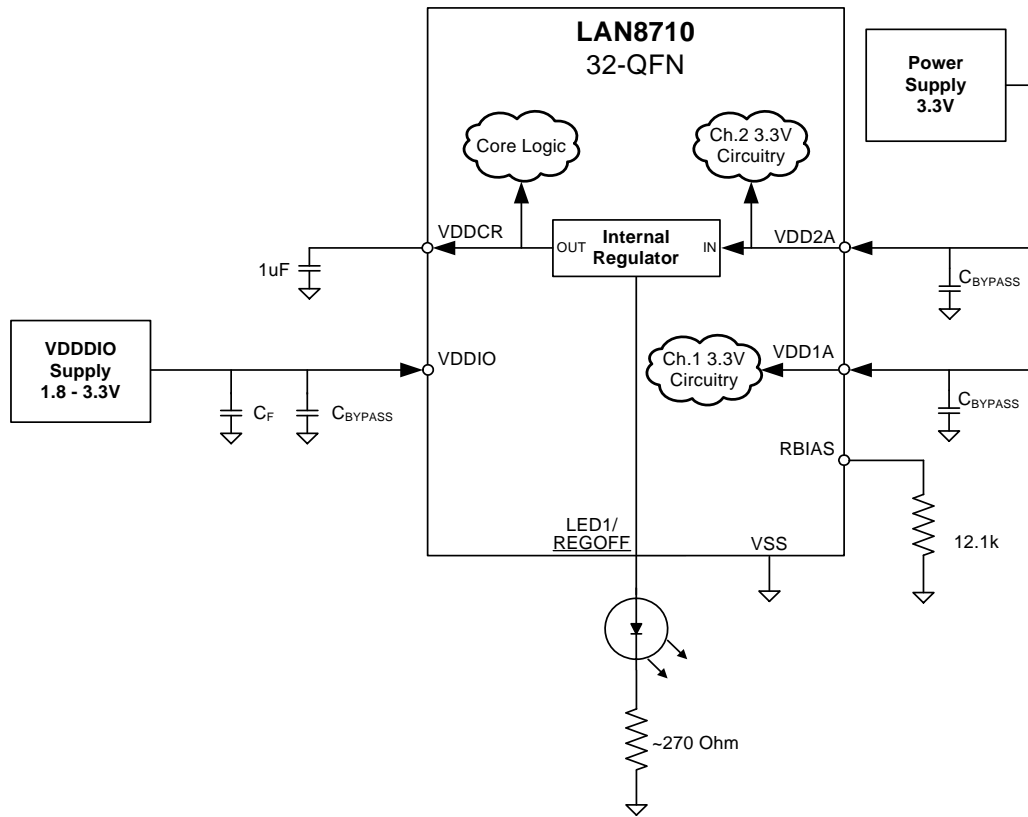 LAN8710
32-QFN
Power
Supply
3.3V
Core Logic
Ch.2 3.3V
Circuitry
VDDCR
OUT
Internal
Regulator
IN
VDD2A
1uF
CBYPASS
VDDDIO
Supply
1.8 - 3.3V
VDDIO
CF
CBYPASS
Ch.1 3.3V
Circuitry
VDD1A
CBYPASS
RBIAS
12.1k
LED1/
REGOFF
VSS
~270 Ohm